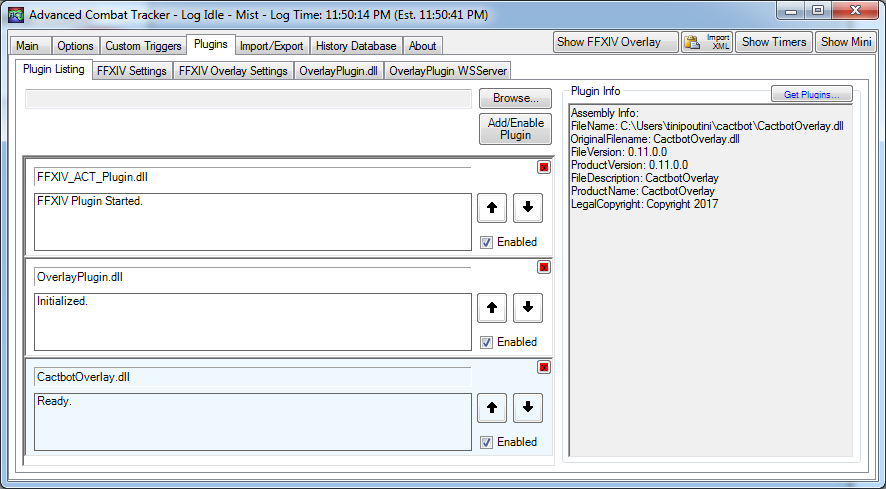 Advanced Combat Tracker - Log Idle - Mist - Log Time: 11:50:14 PM (Est. 11:50:41 PM)
Main Options Custom Triggers Plugins Import/Export History Database About
Show FFXIV Overlay Import XML Show Timers Show Mini
Plugin Listing FFXIV Settings FFXIV Overlay Settings OverlayPlugin.dll OverlayPlugin WSServer
Browse...
Add/Enable
Plugin
FFXIV_ACT_Plugin.dll
X
FFXIV Plugin Started.
Enabled
OverlayPlugin.dll
X
Initialized.
Enabled
CactbotOverlay.dll
X
Ready.
Enabled
Plugin Info
Get Plugins...
Assembly Info:
FileName: C:\Users\tinipoutini\cactbot\CactbotOverlay.dll
OriginalFilename: CactbotOverlay.dll
FileVersion: 0.11.0.0
ProductVersion: 0.11.0.0
FileDescription: CactbotOverlay
ProductName: CactbotOverlay
LegalCopyright: Copyright 2017